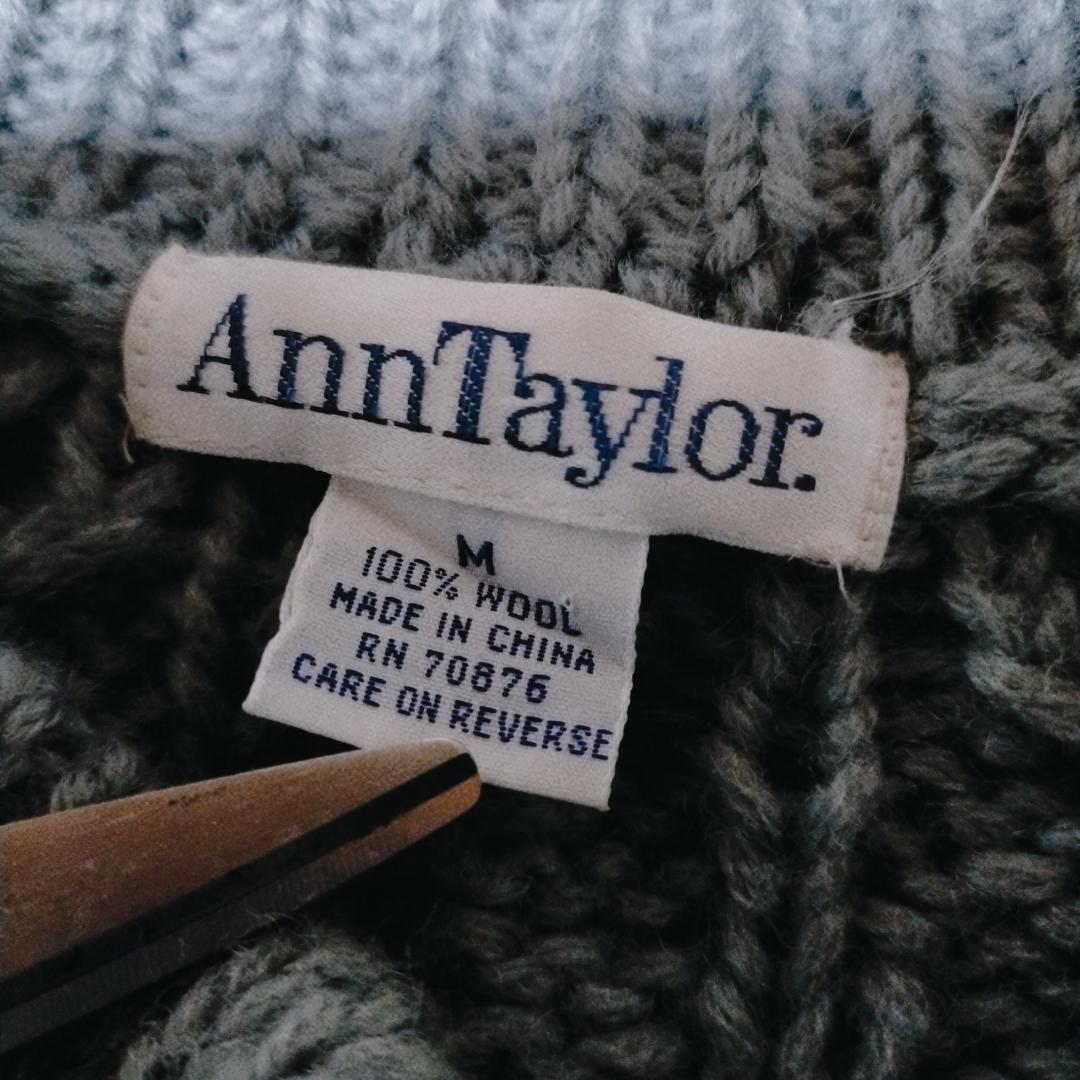 AnnTaylor.
M
100% WOOL
MADE IN CHINA
RN 70876
CARE ON REVERSE